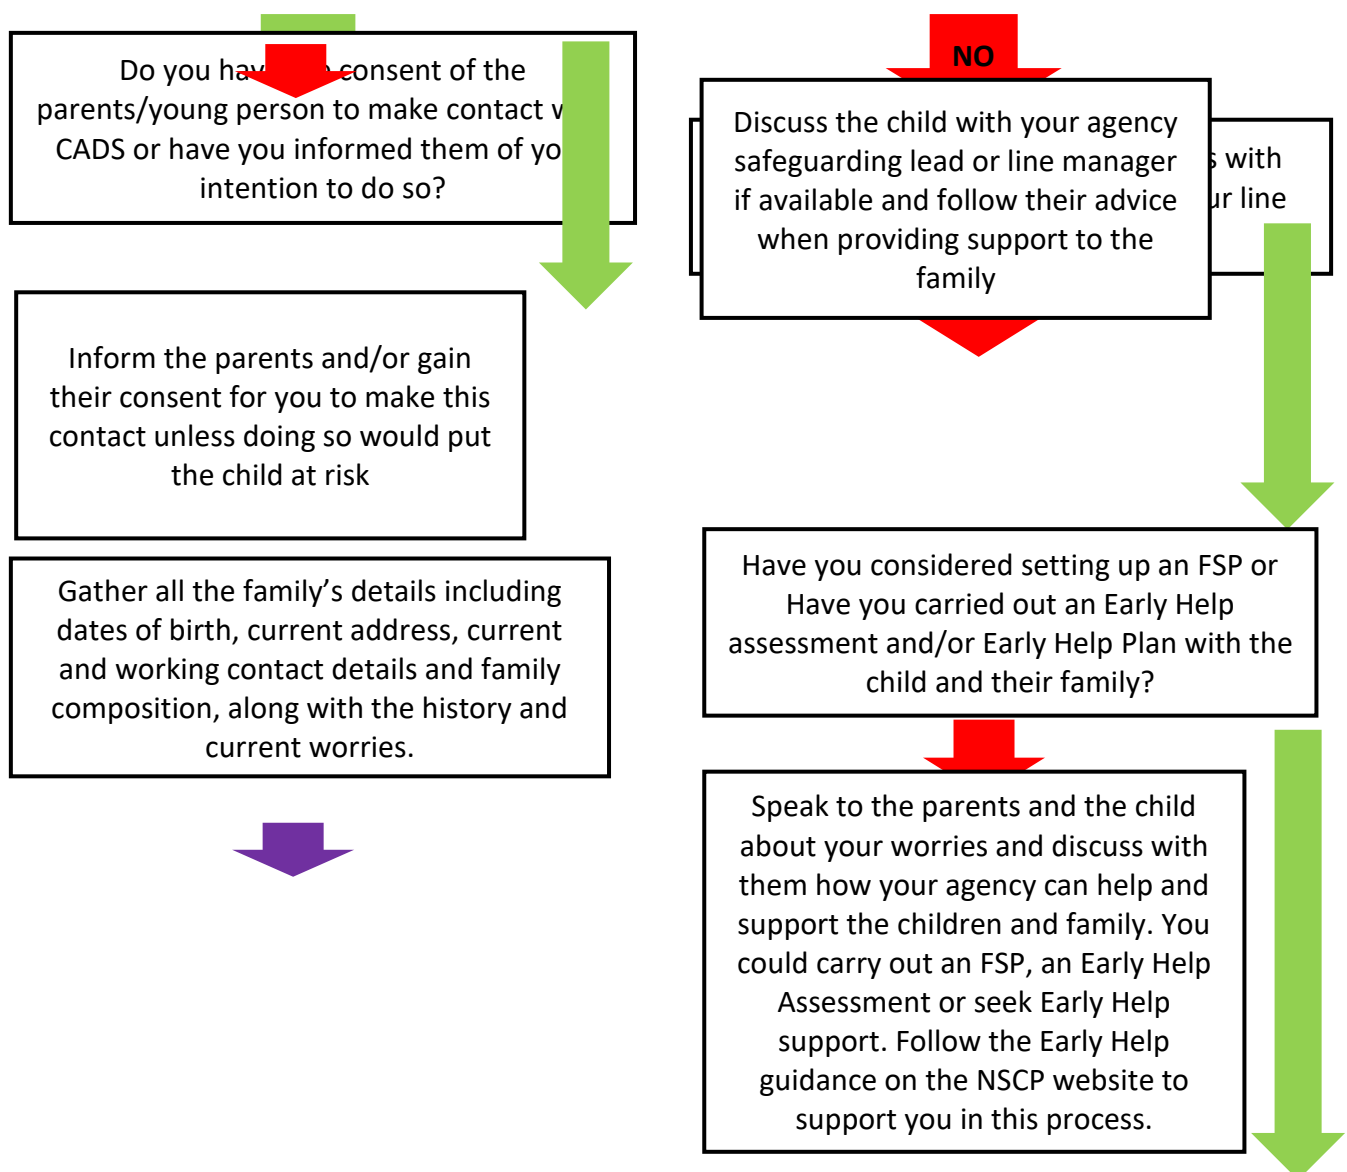 Do you have consent of the
parents/young person to make contact
CADS or have you informed them of
intention to do so?
Inform the parents and/or gain
their consent for you to make this
contact unless doing so would put
the child at risk
Gather all the family’s details including
dates of birth, current address, current
and working contact details and family
composition, along with the history and
current worries.
NO
Discuss the child with your agency
safeguarding lead or line manager
if available and follow their advice
when providing support to the
family
with
line
Have you considered setting up an FSP or
Have you carried out an Early Help
assessment and/or Early Help Plan with the
child and their family?
Speak to the parents and the child
about your worries and discuss with
them how your agency can help and
support the children and family. You
could carry out an FSP, an Early Help
Assessment or seek Early Help
support. Follow the Early Help
guidance on the NSCP website to
support you in this process.